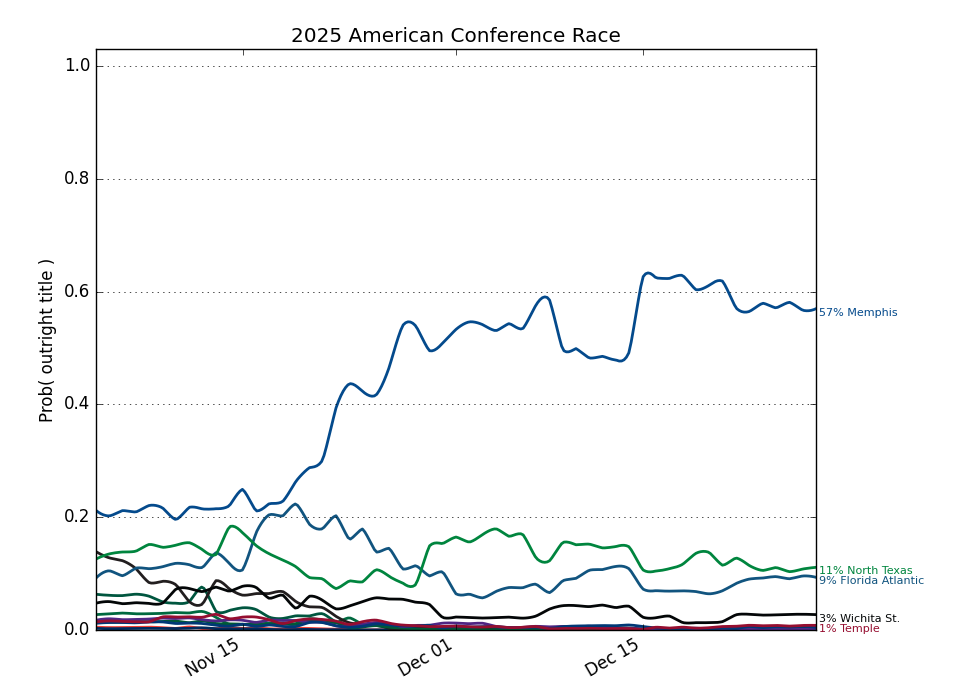 2025 American Conference Race
Prob( outright title )
1.0
0.8
0.6
0.4
0.2
0.0
Nov 15
Dec 01
Dec 15
57% Memphis
11% North Texas
9% Florida Atlantic
3% Wichita St.
1% Temple